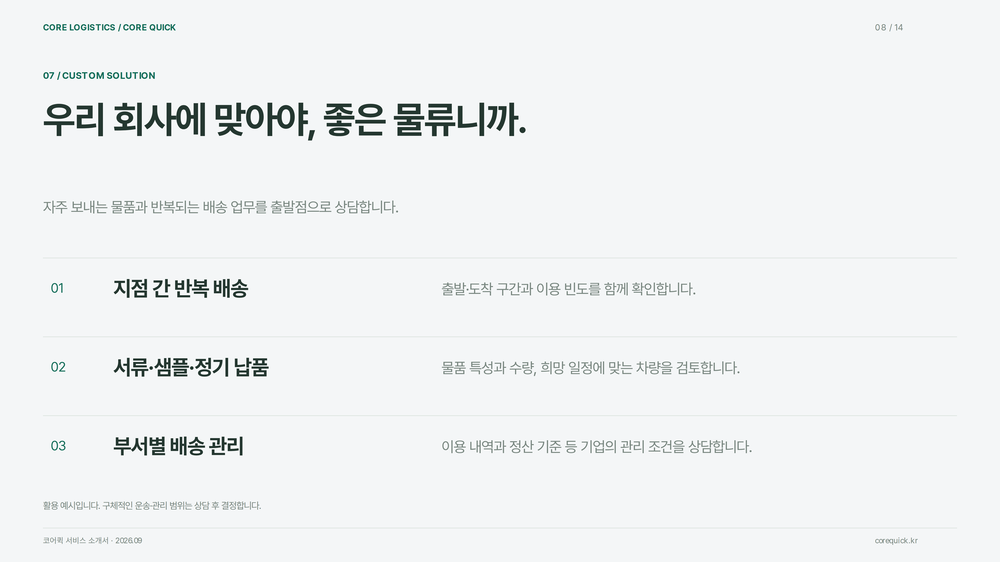 CORE LOGISTICS / CORE QUICK
08 / 14
07 / CUSTOM SOLUTION
우리 회사에 맞아야, 좋은 물류니까.
자주 보내는 물품과 반복되는 배송 업무를 출발점으로 상담합니다.
01
지점 간 반복 배송
출발·도착 구간과 이용 빈도를 함께 확인합니다.
02
서류·샘플·정기 납품
물품 특성과 수량, 희망 일정에 맞는 차량을 검토합니다.
03
부서별 배송 관리
이용 내역과 정산 기준 등 기업의 관리 조건을 상담합니다.
활용 예시입니다. 구체적인 운송·관리 범위는 상담 후 결정합니다.
코어퀵 서비스 소개서 · 2026.09
corequick.kr